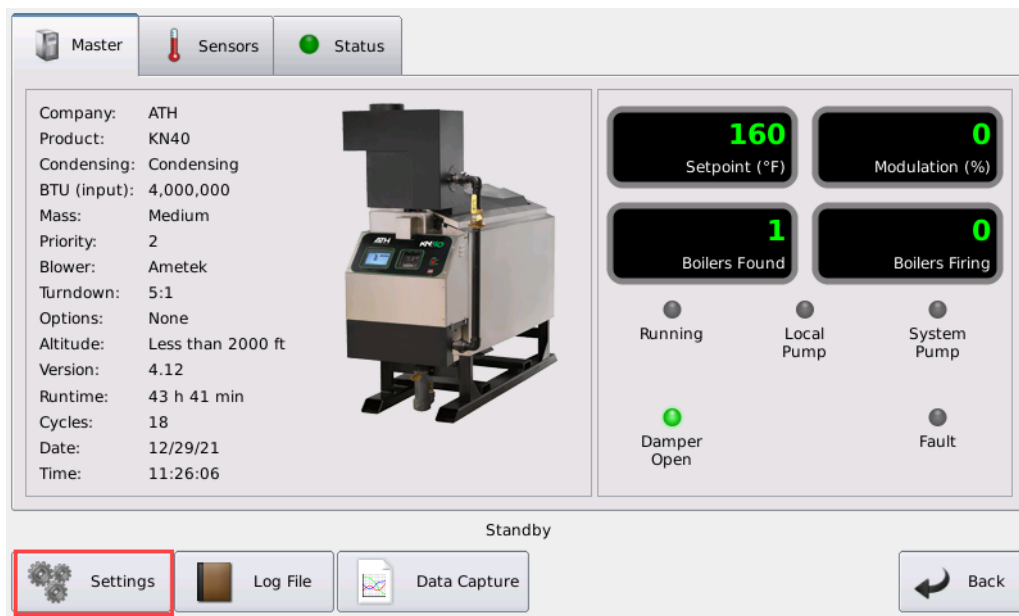 Master
Sensors
Status
Company: ATH
Product: KN40
Condensing: Condensing
BTU (input): 4,000,000
Mass: Medium
Priority: 2
Blower: Ametek
Turndown: 5:1
Options: None
Altitude: Less than 2000 ft
Version: 4.12
Runtime: 43 h 41 min
Cycles: 18
Date: 12/29/21
Time: 11:26:06
ATH KN40
160
Setpoint (°F)
0
Modulation (%)
1
Boilers Found
0
Boilers Firing
Running
Local
Pump
System
Pump
Damper
Open
Fault
Standby
Settings
Log File
Data Capture
Back